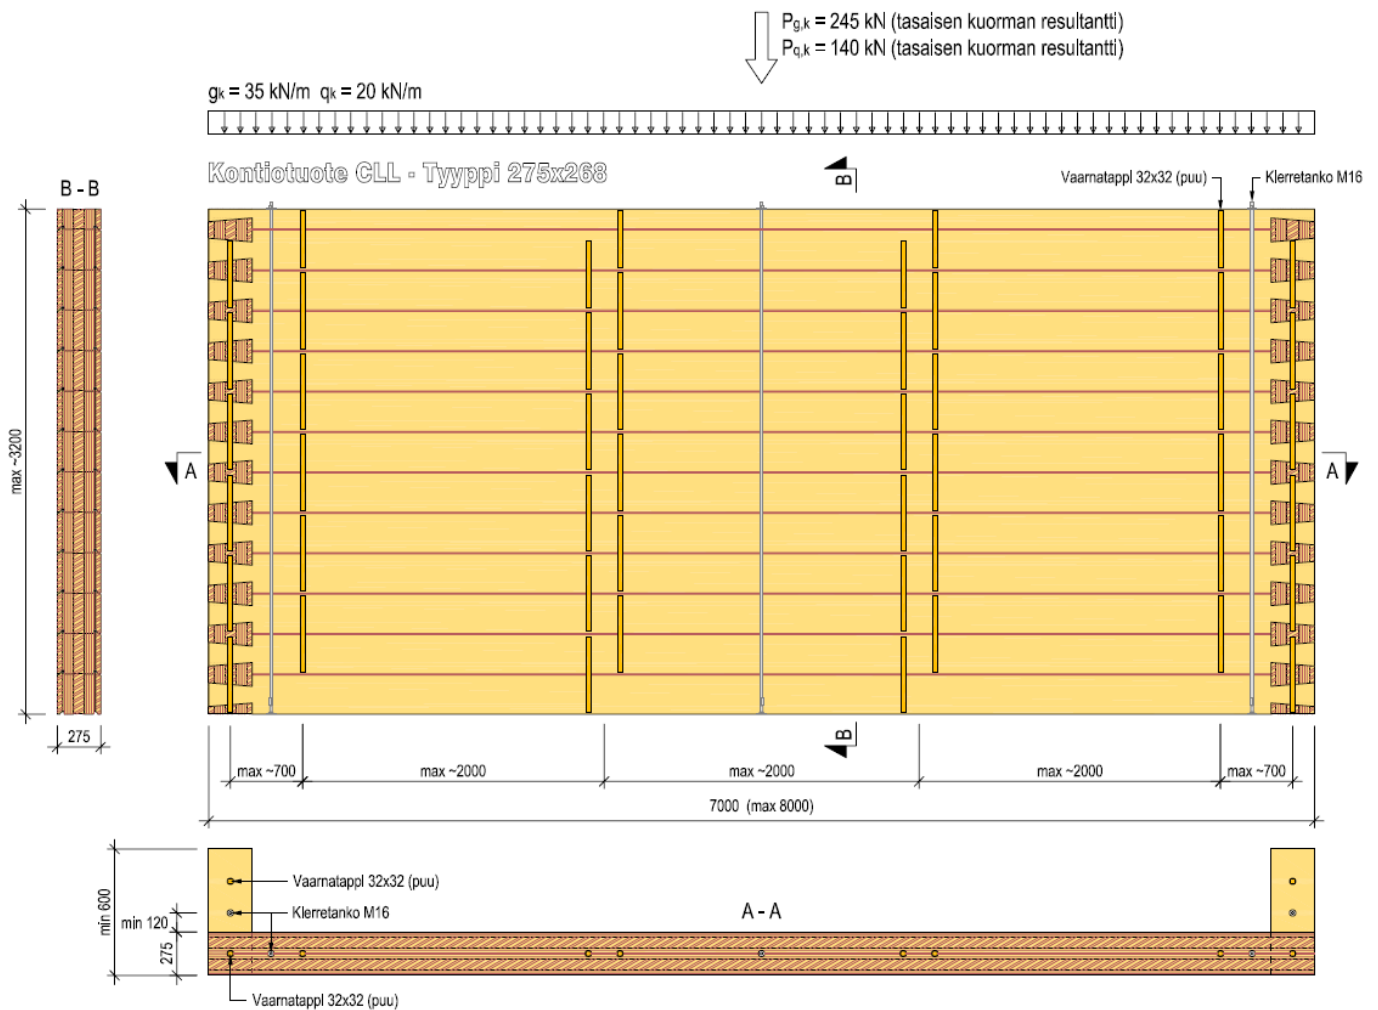 Pg,k = 245 kN (tasaisen kuorman resultantti)
Pq,k = 140 kN (tasaisen kuorman resultantti)
gk = 35 kN/m qk = 20 kN/m
Kontiotuote CLL - Tyyppi 275x268
B
Vaarnatappl 32x32 (puu)
Klerretanko M16
B - B
max ~3200
A
A
275
B
max ~700
max ~2000
max ~2000
max ~2000
max ~700
7000 (max 8000)
min 600
min 120
275
Vaarnatappl 32x32 (puu)
Klerretanko M16
A - A
Vaarnatappl 32x32 (puu)